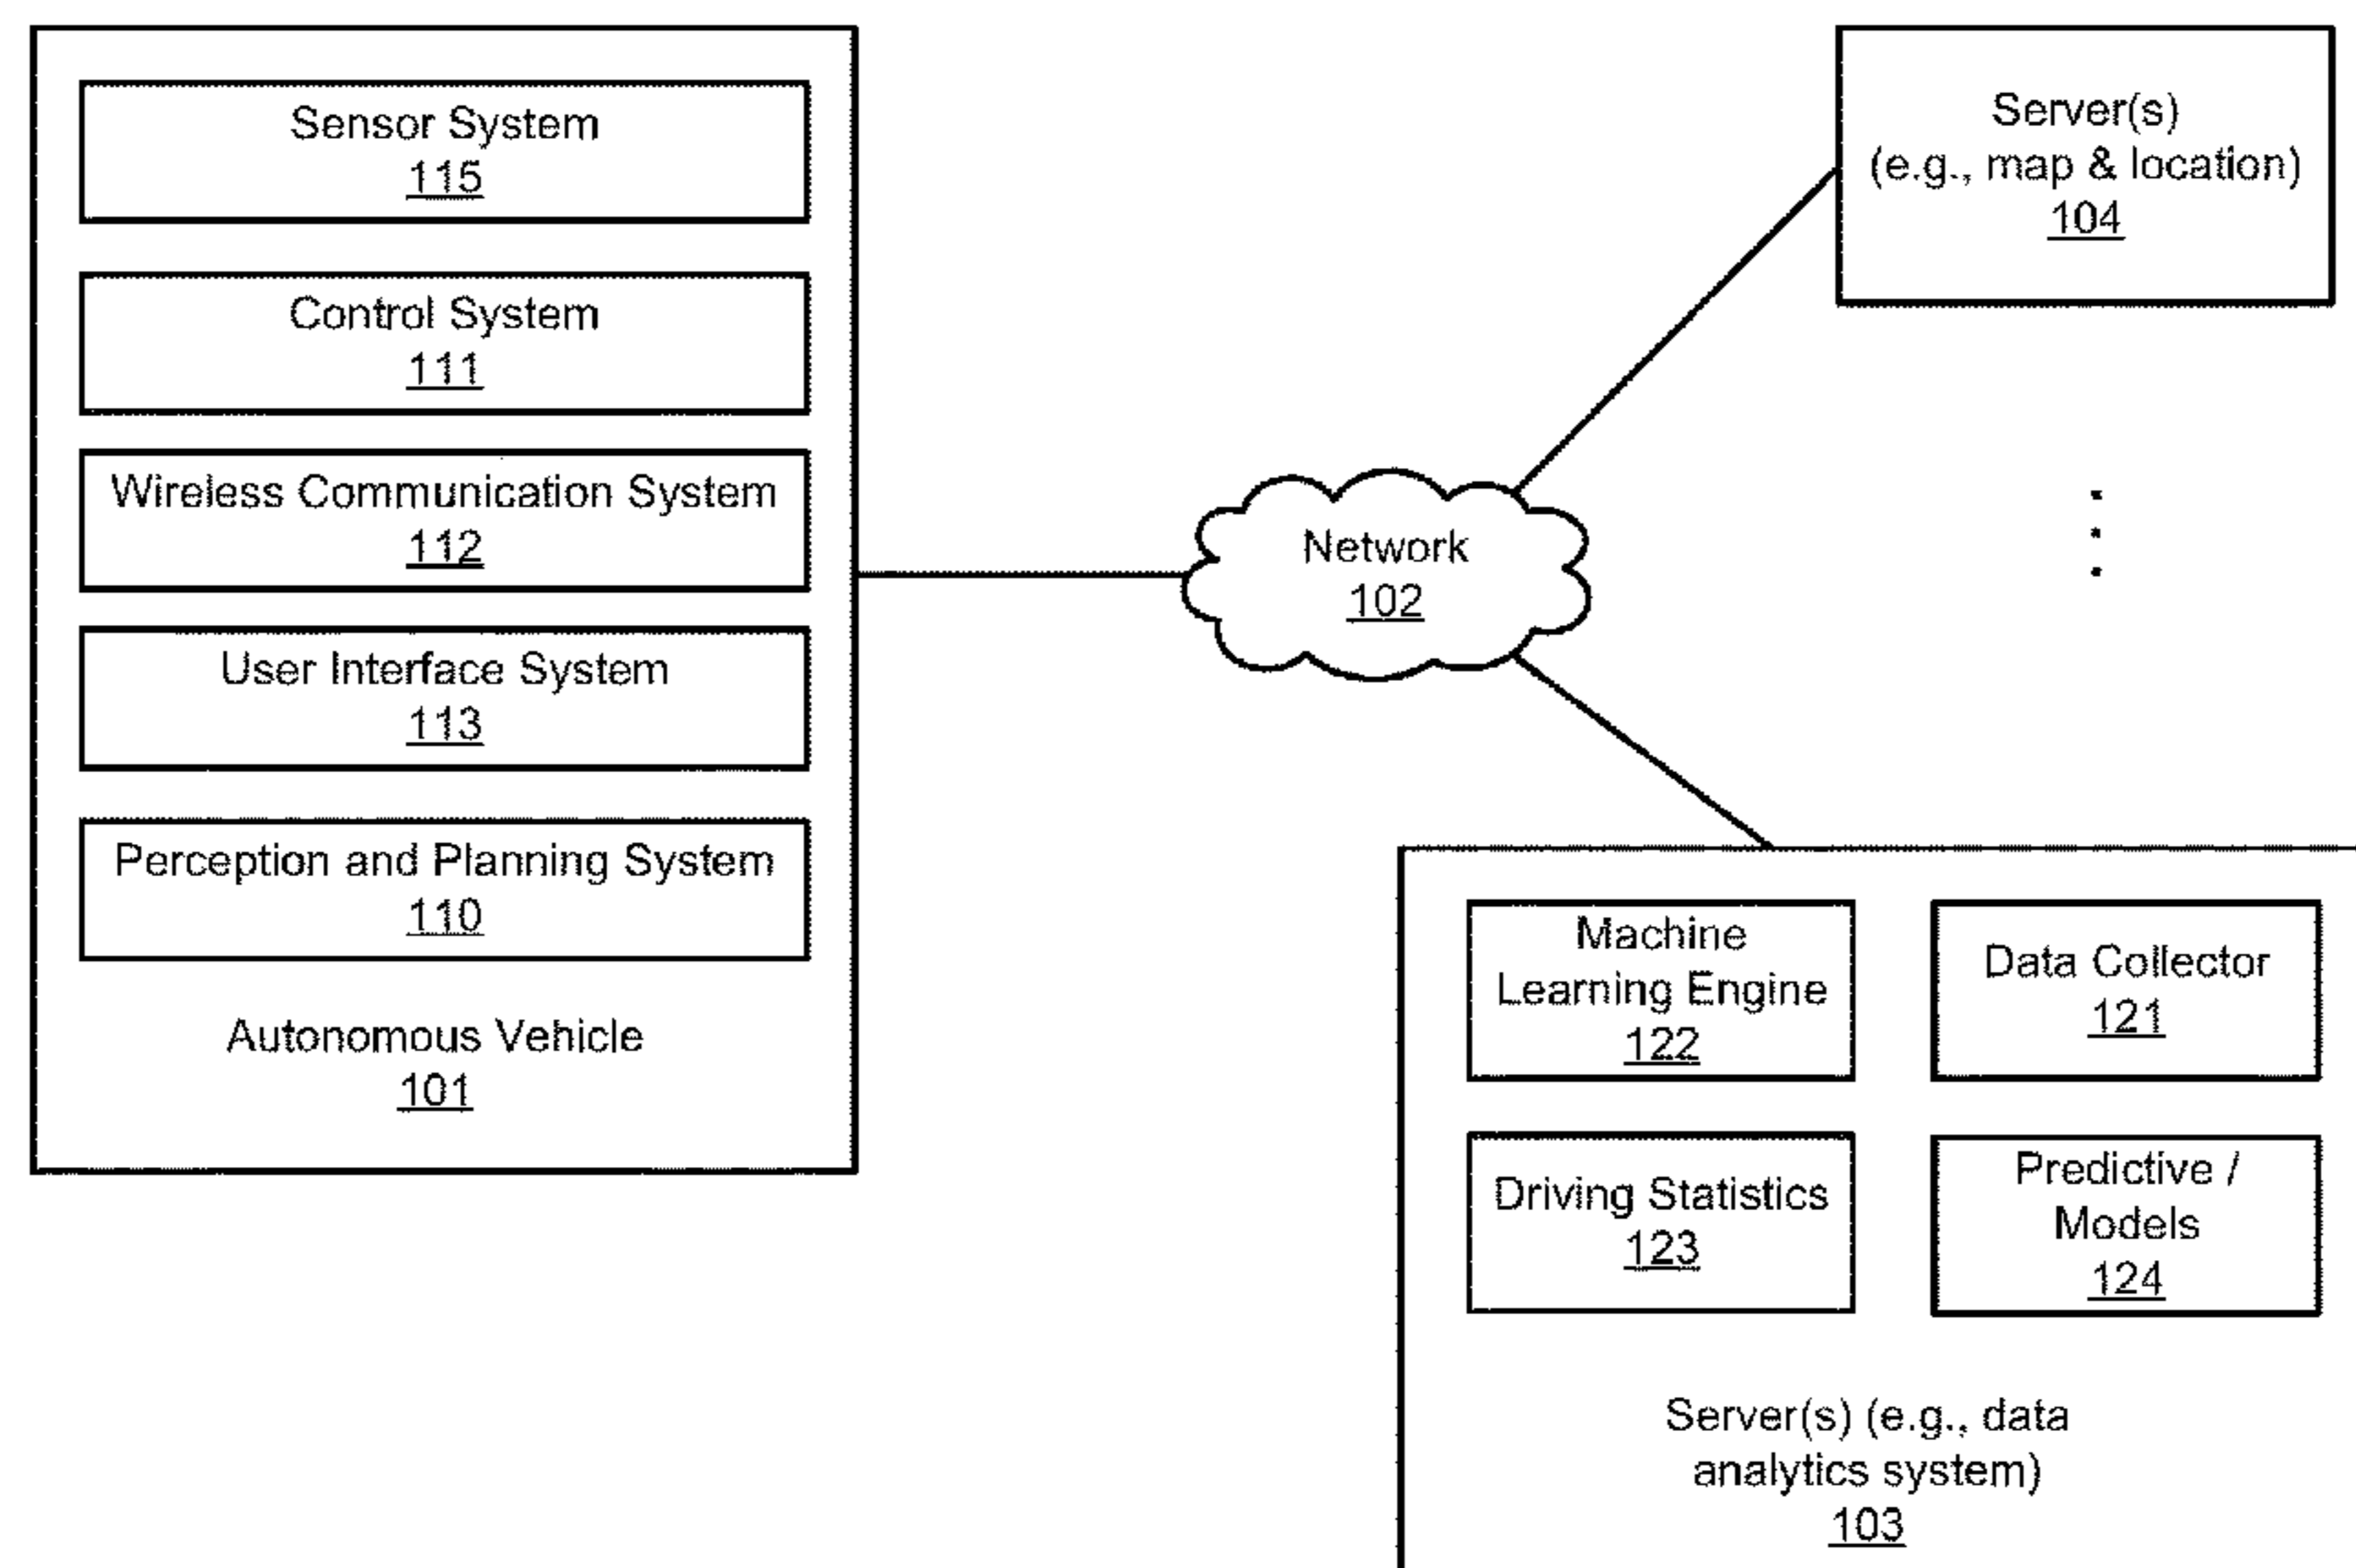 Sensor System
115
Control System
111
Wireless Communication System
112
User Interface System
113
Perception and Planning System
110
Autonomous Vehicle
101
Network
102
Server(s)
(e.g., map & location)
104
Machine
Learning Engine
122
Data Collector
121
Driving Statistics
123
Predictive /
Models
124
Server(s) (e.g., data
analytics system)
103